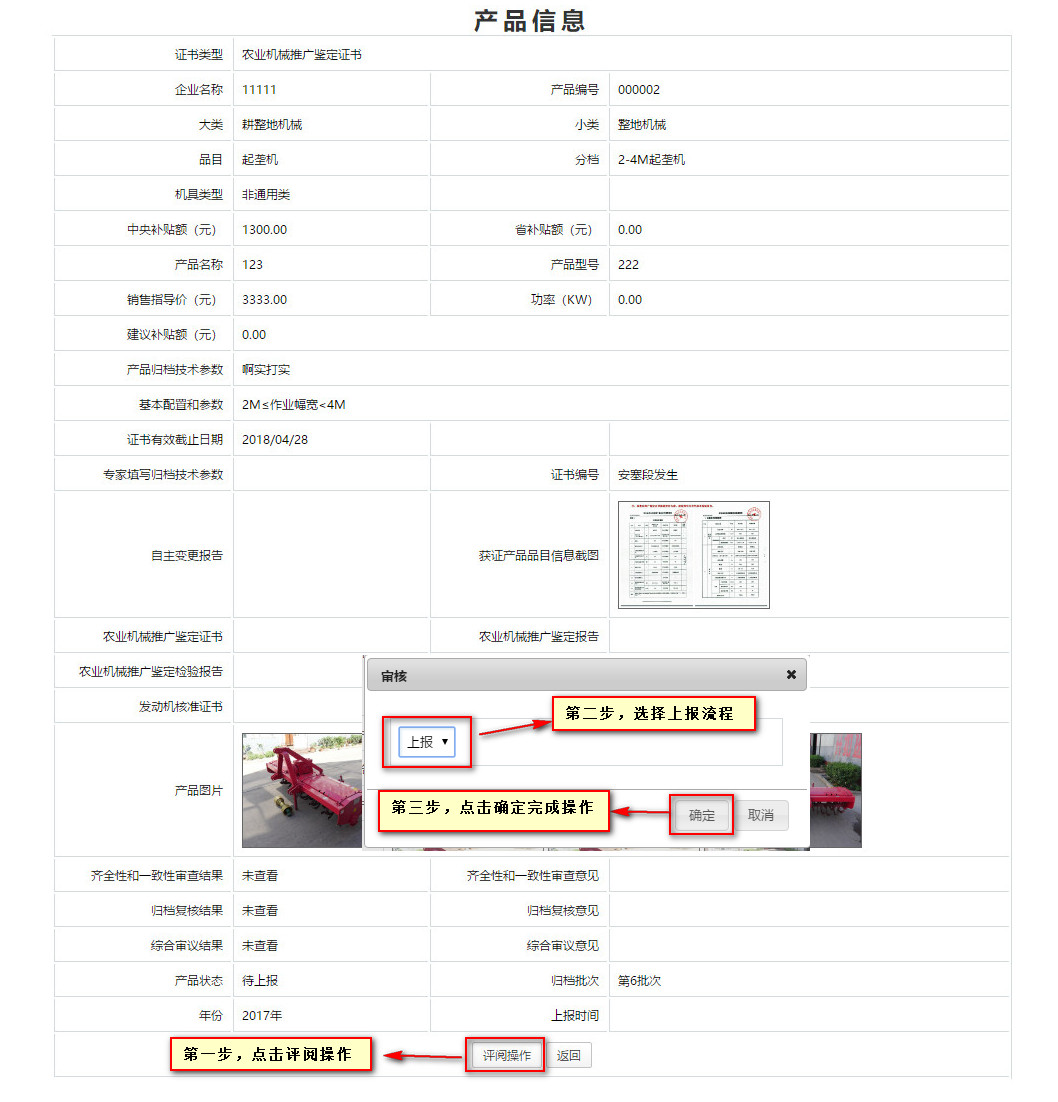 产品信息
证书类型 农业机械推广鉴定证书
企业名称 11111 产品编号 000002
大类 耕整地机械 小类 整地机械
品目 起垄机 分档 2-4M起垄机
机具类型 非通用类
中央补贴额（元） 1300.00 省补贴额（元） 0.00
产品名称 123 产品型号 222
销售指导价（元） 3333.00 功率（KW） 0.00
建议补贴额（元） 0.00
产品归档技术参数 啊实打实
基本配置和参数 2M≤作业幅宽<4M
证书有效截止日期 2018/04/28
专家填写归档技术参数 证书编号 安塞段发生
自主变更报告 获证产品品目信息截图
农业机械推广鉴定证书 农业机械推广鉴定报告
农业机械推广鉴定检验报告
审核
发动机核准证书
第二步，选择上报流程
上报
产品图片
第三步，点击确定完成操作
确定 取消
齐全性和一致性审查结果 未查看 齐全性和一致性审查意见
归档复核结果 未查看 归档复核意见
综合审议结果 未查看 综合审议意见
产品状态 待上报 归档批次 第6批次
年份 2017年 上报时间
第一步，点击评阅操作 评阅操作 返回